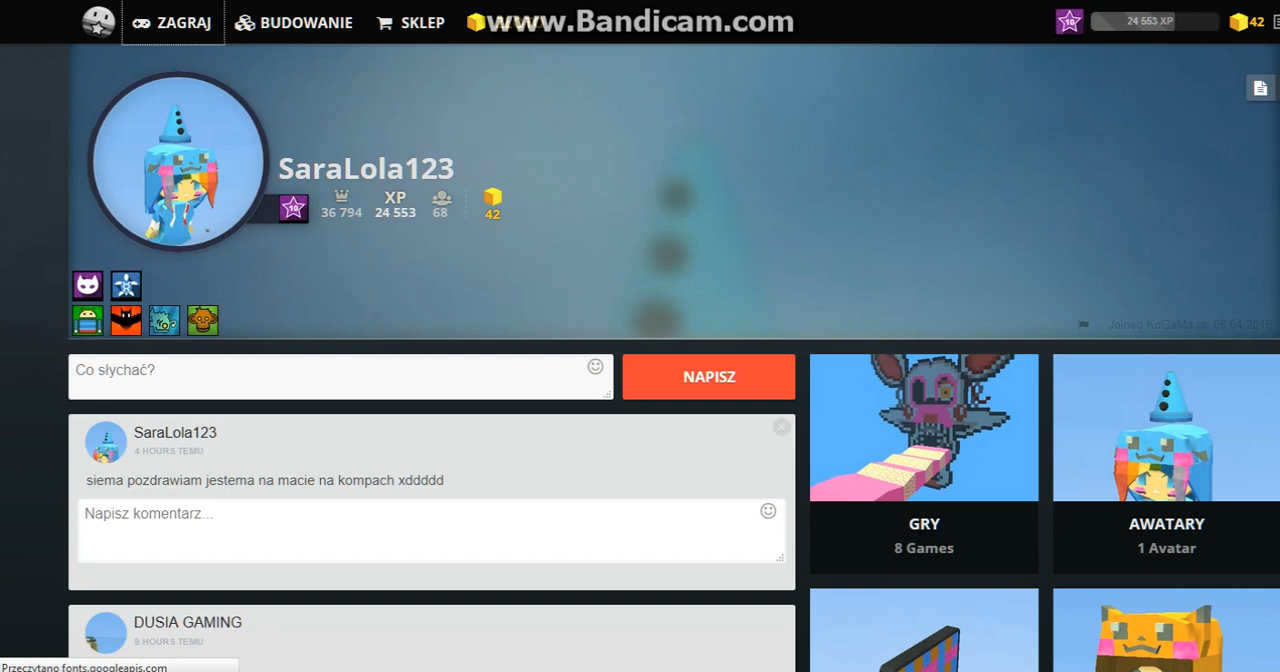 ZAGRAJ BUDOWANIE SKLEP www.Bandicam.com 10 24 553 XP 42
SaraLola123
10 36 794 XP 24 553 68 42
Joined KoGaMa on 08.04.2016
Co słychać?
NAPISZ
SaraLola123
4 HOURS TEMU
siema pozdrawiam jestema na macie na kompach xddddd
Napisz komentarz...
GRY
8 Games
AWATARY
1 Avatar
DUSIA GAMING
8 HOURS TEMU
Przeczytano fonts.googleapis.com